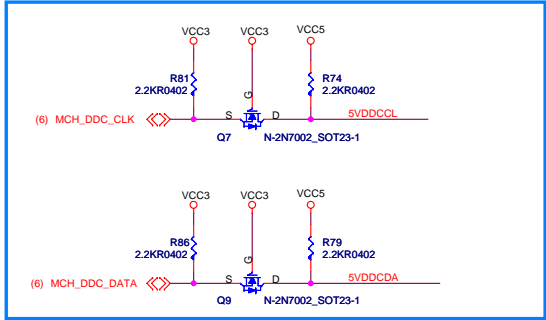 VCC3 VCC3 VCC5
R81 R74
2.2KR0402 2.2KR0402
G
(6) MCH_DDC_CLK S D 5VDDCCL
Q7 N-2N7002_SOT23-1
VCC3 VCC3 VCC5
R86 R79
2.2KR0402 2.2KR0402
G
(6) MCH_DDC_DATA S D 5VDDCDA
Q9 N-2N7002_SOT23-1